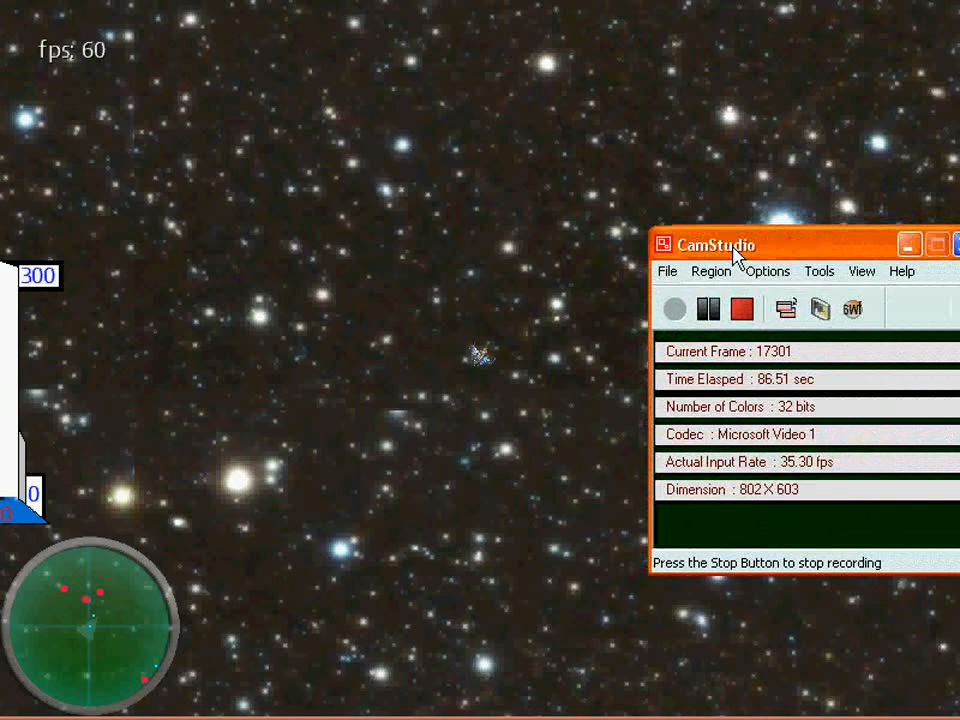 fps: 60
CamStudio
File Region Options Tools View Help
300
Current Frame : 17301
Time Elasped : 86.51 sec
Number of Colors : 32 bits
Codec : Microsoft Video 1
Actual Input Rate : 35.30 fps
Dimension : 802 X 603
0
0
Press the Stop Button to stop recording